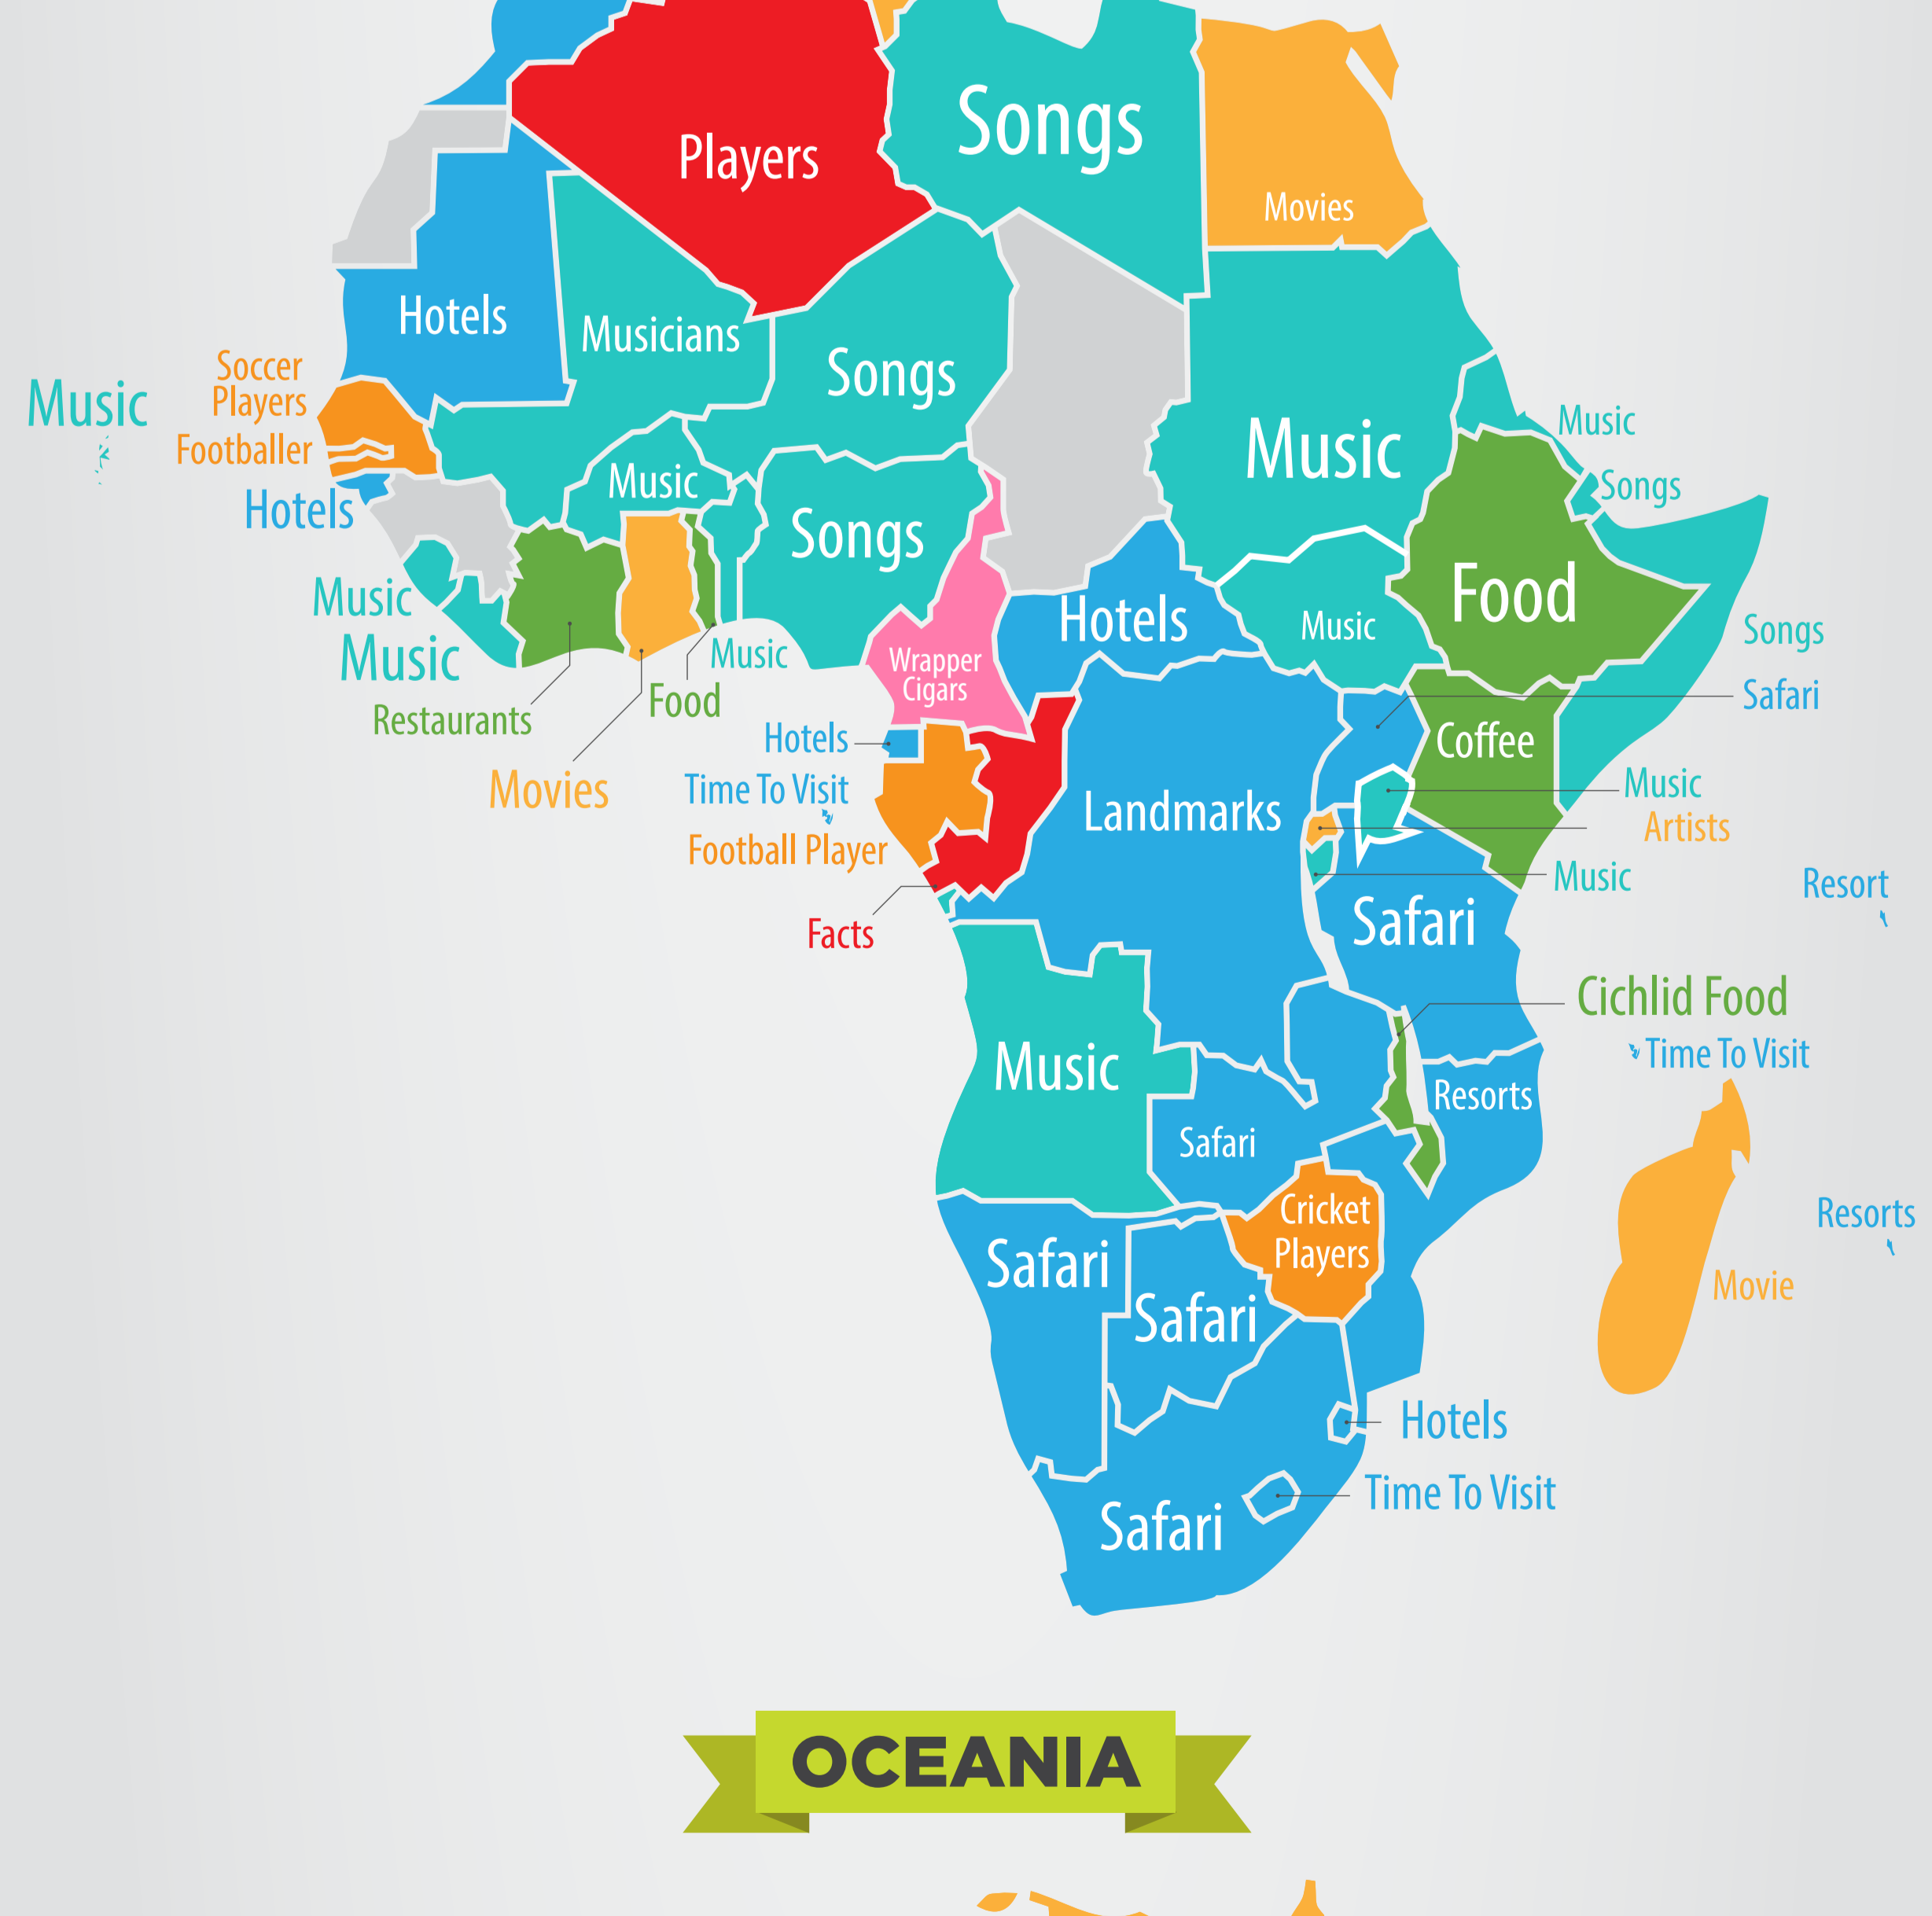 Songs
Players
Movies
Hotels
Musicians
Soccer
Players
Music
Footballer
Songs
Music
Music
Songs
Music
Hotels
Songs
Food
Music
Music
Hotels
Music
Songs
Music
Wrapper
Cigars
Safari
Restaurants
Food
Hotels
Coffee
Movies
Time To Visit
Landmarks
Music
Artists
Football Player
Music
Resort
Facts
Safari
Cichlid Food
Music
Time To Visit
Resorts
Safari
Cricket
Players
Resorts
Safari
Movie
Safari
Hotels
Time To Visit
Safari
OCEANIA